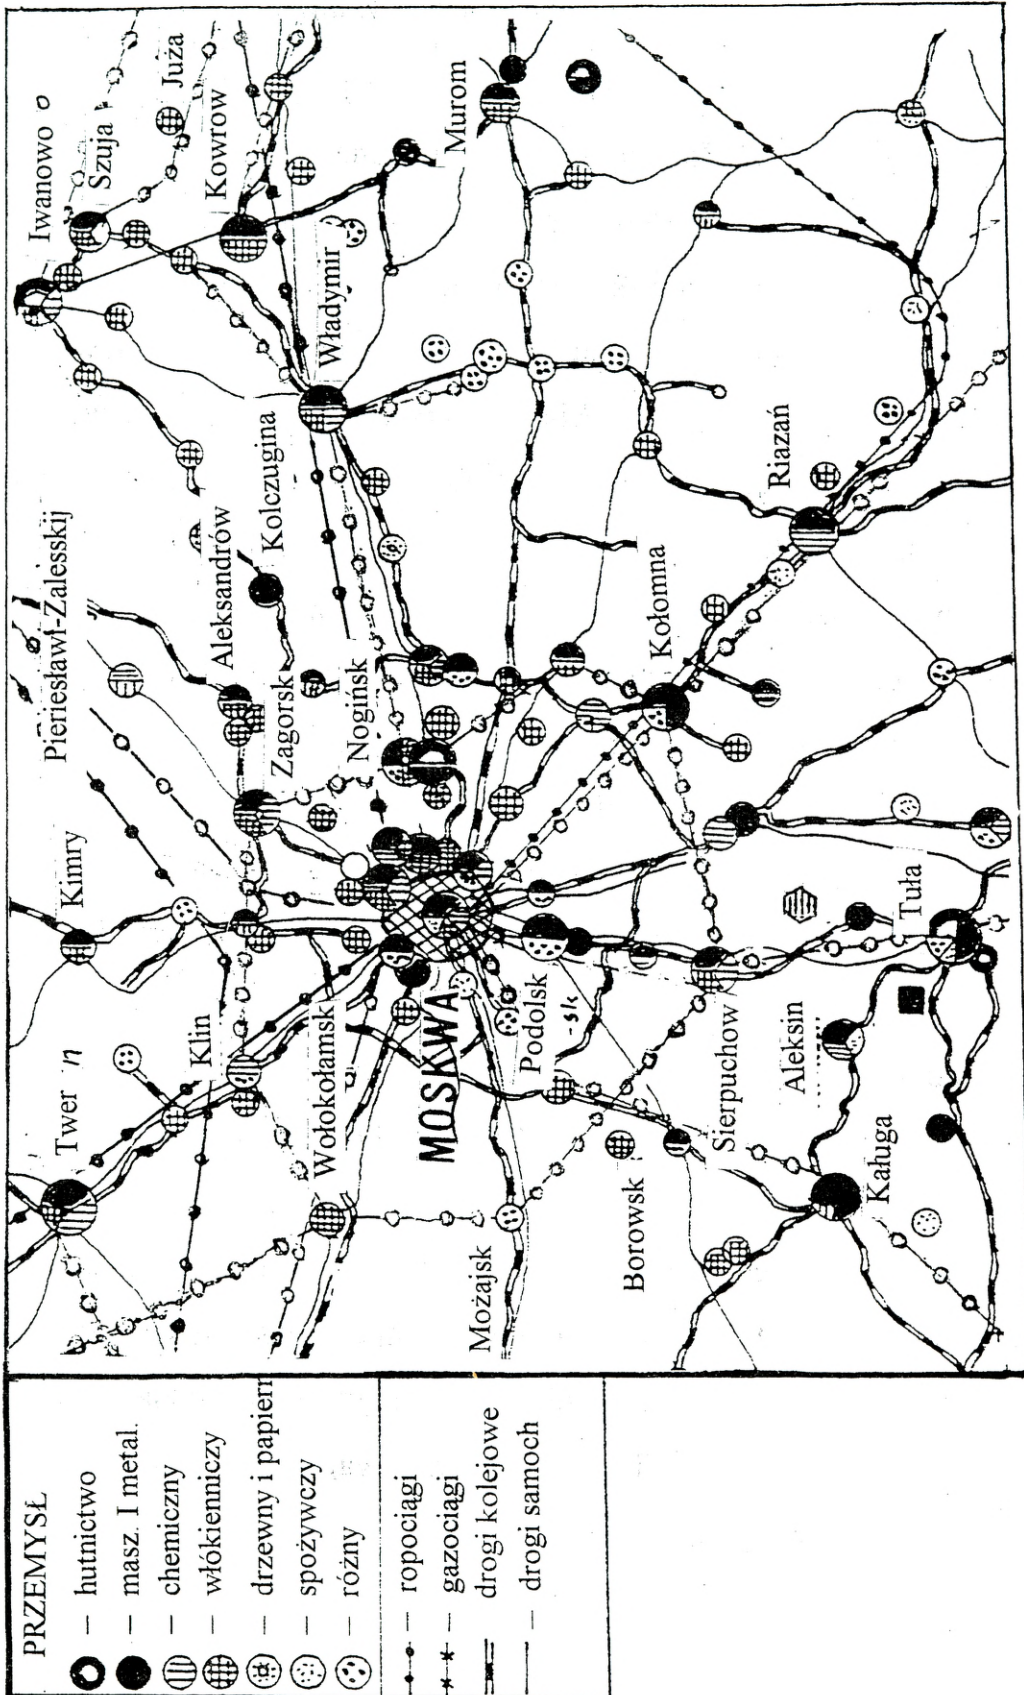 PRZEMYSŁ
— hutnictwo
— masz. I metal.
— chemiczny
— włókienniczy
— drzewny i papiern
— spożywczy
— różny
— ropociągi
— gazociągi
drogi kolejowe
— drogi samoch
Iwanowo
Szuja
Juża
Kowrow
Murom
Władymir
Kolczugina
Pieriesławl-Zalesskij
Aleksandrów
Zagorsk
Nogińsk
Kołomna
Riazań
Kimry
Twer
Klin
Wołokołamsk
MOSKWA
Podolsk
Możajsk
Borowsk
Sierpuchow
Aleksin
Tuła
Kaługa